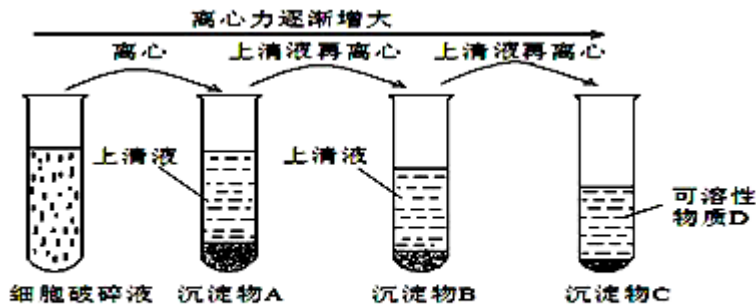 离心力逐渐增大
离心
上清液再离心
上清液再离心
上清液
上清液
可溶性
物质D
细胞破碎液
沉淀物A
沉淀物B
沉淀物C